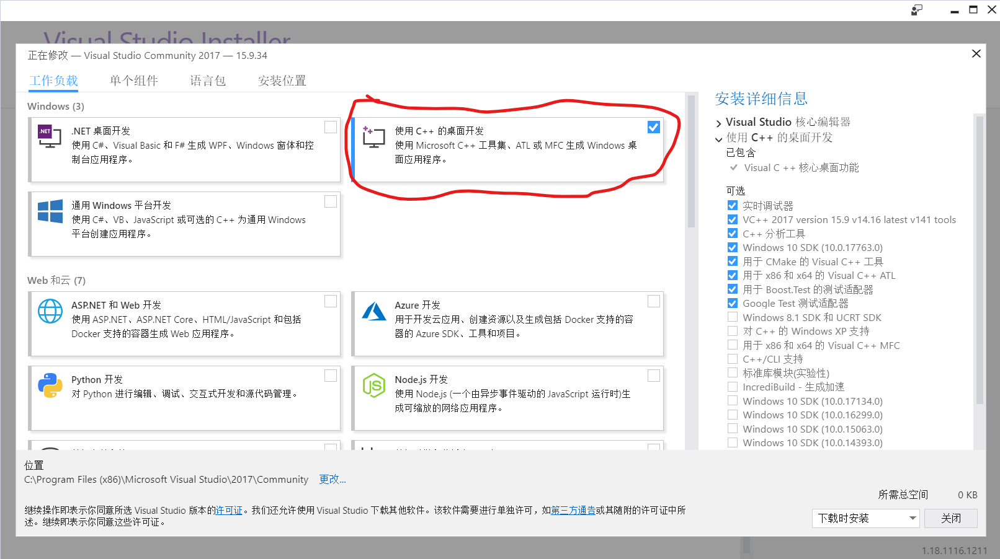 Visual Studio Installer
正在修改 — Visual Studio Community 2017 — 15.9.34
工作负载 单个组件 语言包 安装位置
Windows (3)
.NET
.NET 桌面开发
使用 C#、Visual Basic 和 F# 生成 WPF、Windows 窗体和控
制台应用程序。
使用 C++ 的桌面开发
使用 Microsoft C++ 工具集、ATL 或 MFC 生成 Windows 桌
面应用程序。
通用 Windows 平台开发
使用 C#、VB、JavaScript 或可选的 C++ 为通用 Windows
平台创建应用程序。
Web 和云 (7)
ASP.NET 和 Web 开发
使用 ASP.NET、ASP.NET Core、HTML/JavaScript 和包括
Docker 支持的容器生成 Web 应用程序。
Azure 开发
用于开发云应用、创建资源以及生成包括 Docker 支持的容
器的 Azure SDK、工具和项目。
Python 开发
对 Python 进行编辑、调试、交互式开发和源代码管理。
JS
Node.js 开发
使用 Node.js (一个由异步事件驱动的 JavaScript 运行时)生
成可缩放的网络应用程序。
安装详细信息
Visual Studio 核心编辑器
使用 C++ 的桌面开发
已包含
Visual C ++ 核心桌面功能
可选
实时调试器
VC++ 2017 version 15.9 v14.16 latest v141 tools
C++ 分析工具
Windows 10 SDK (10.0.17763.0)
用于 CMake 的 Visual C++ 工具
用于 x86 和 x64 的 Visual C++ ATL
用于 Boost.Test 的测试适配器
Google Test 测试适配器
Windows 8.1 SDK 和 UCRT SDK
对 C++ 的 Windows XP 支持
用于 x86 和 x64 的 Visual C++ MFC
C++/CLI 支持
标准库模块(实验性)
IncrediBuild - 生成加速
Windows 10 SDK (10.0.17134.0)
Windows 10 SDK (10.0.16299.0)
Windows 10 SDK (10.0.15063.0)
Windows 10 SDK (10.0.14393.0)
位置
C:\Program Files (x86)\Microsoft Visual Studio\2017\Community 更改...
所需总空间 0 KB
继续操作即表示你同意所选 Visual Studio 版本的许可证。我们还允许使用 Visual Studio 下载其他软件。该软件需要进行单独许可，如第三方通告或其随附的许可证中所
述。继续即表示你同意这些许可证。
下载时安装 关闭
1.18.1116.1211